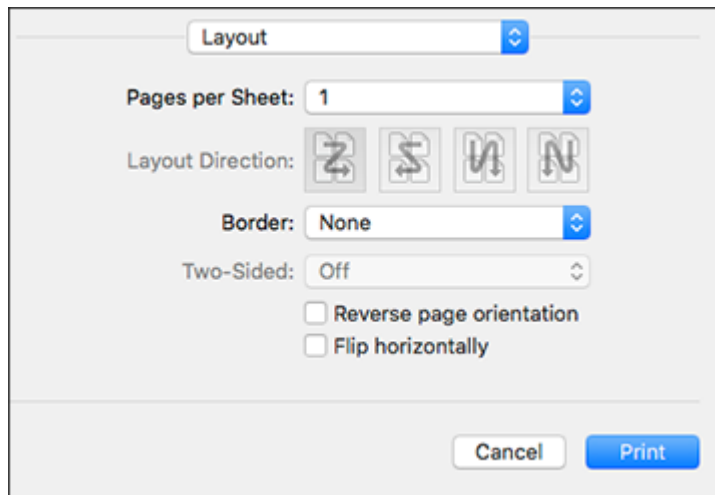 Layout
Pages per Sheet: 1
Layout Direction:
Border: None
Two-Sided: Off
Reverse page orientation
Flip horizontally
Cancel Print